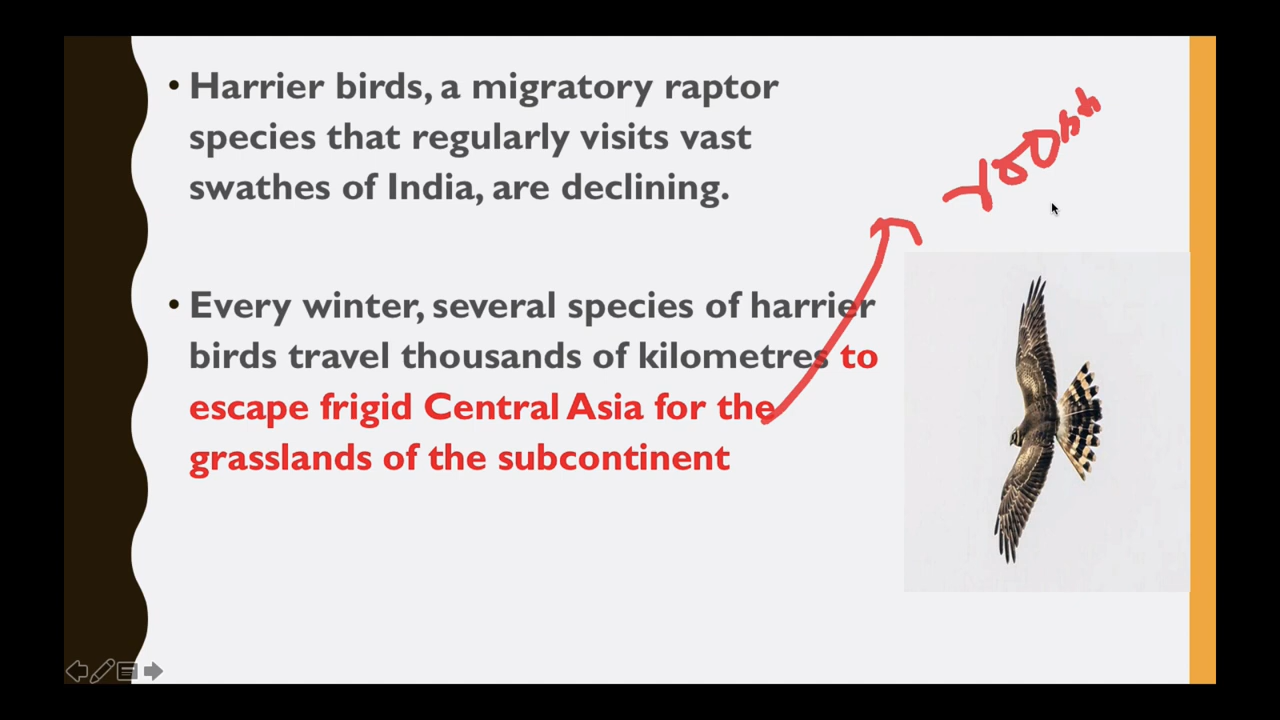 • Harrier birds, a migratory raptor
species that regularly visits vast
swathes of India, are declining.
• Every winter, several species of harrier
birds travel thousands of kilometres to
escape frigid Central Asia for the
grasslands of the subcontinent